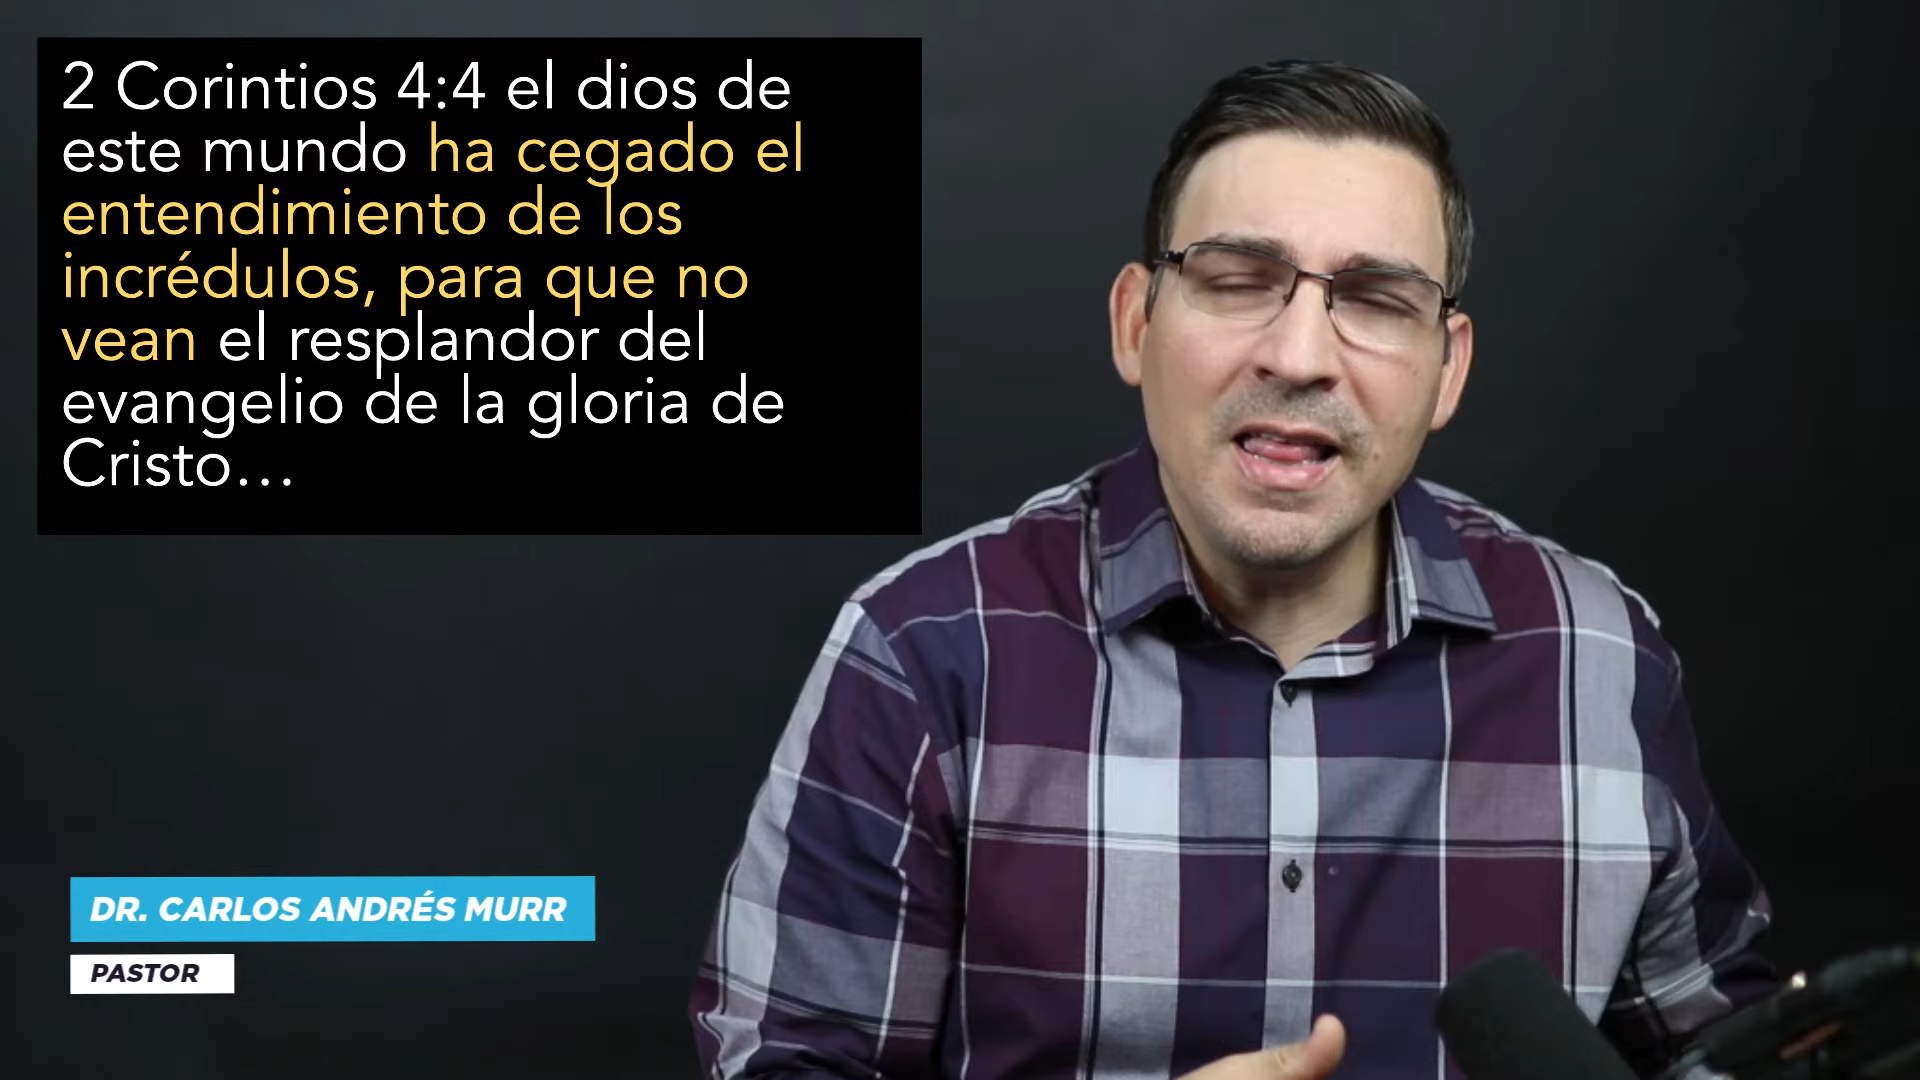 2 Corintios 4:4 el dios de
este mundo ha cegado el
entendimiento de los
incrédulos, para que no
vean el resplandor del
evangelio de la gloria de
Cristo…
DR. CARLOS ANDRÉS MURR
PASTOR